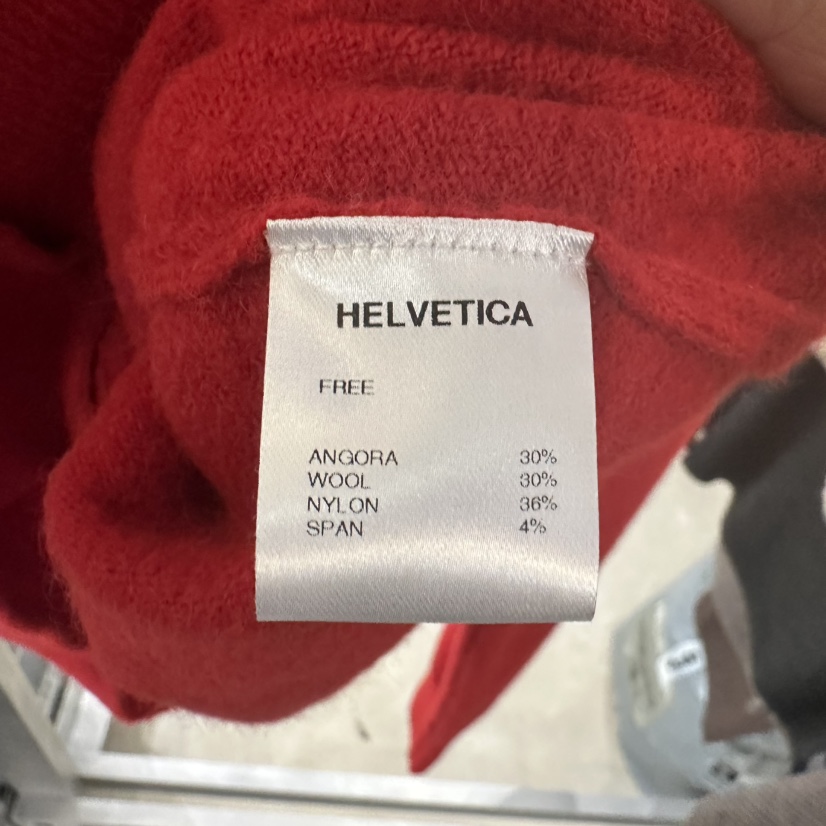 HELVETICA
FREE
ANGORA 30%
WOOL 30%
NYLON 36%
SPAN 4%